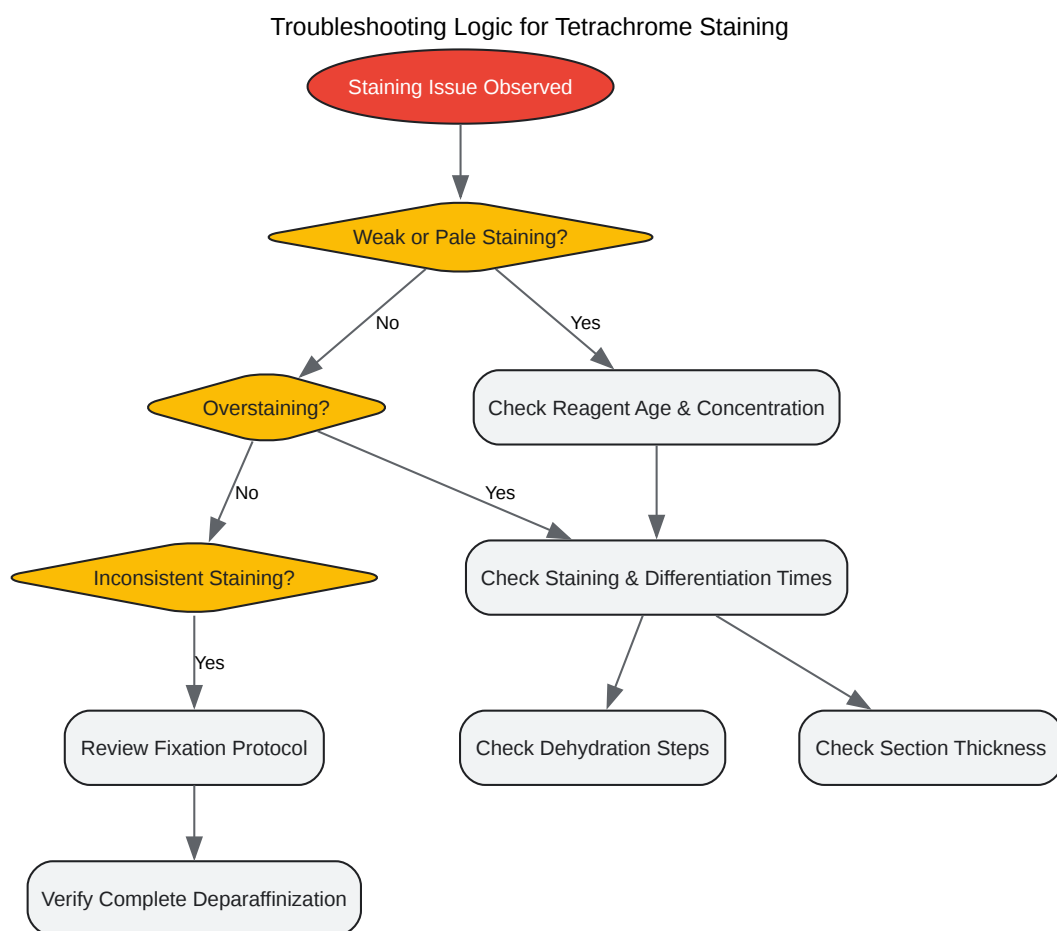 Troubleshooting Logic for Tetrachrome Staining
Staining Issue Observed
Weak or Pale Staining?
No
Yes
Overstaining?
Check Reagent Age & Concentration
No
Yes
Inconsistent Staining?
Check Staining & Differentiation Times
Yes
Review Fixation Protocol
Check Dehydration Steps
Check Section Thickness
Verify Complete Deparaffinization